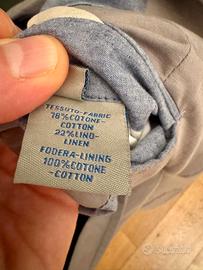 TESSUTO-FABRIC
78%COTONE-
COTTON
22%LINO-
LINEN
FODERA-LINING
100%COTONE
-COTTON